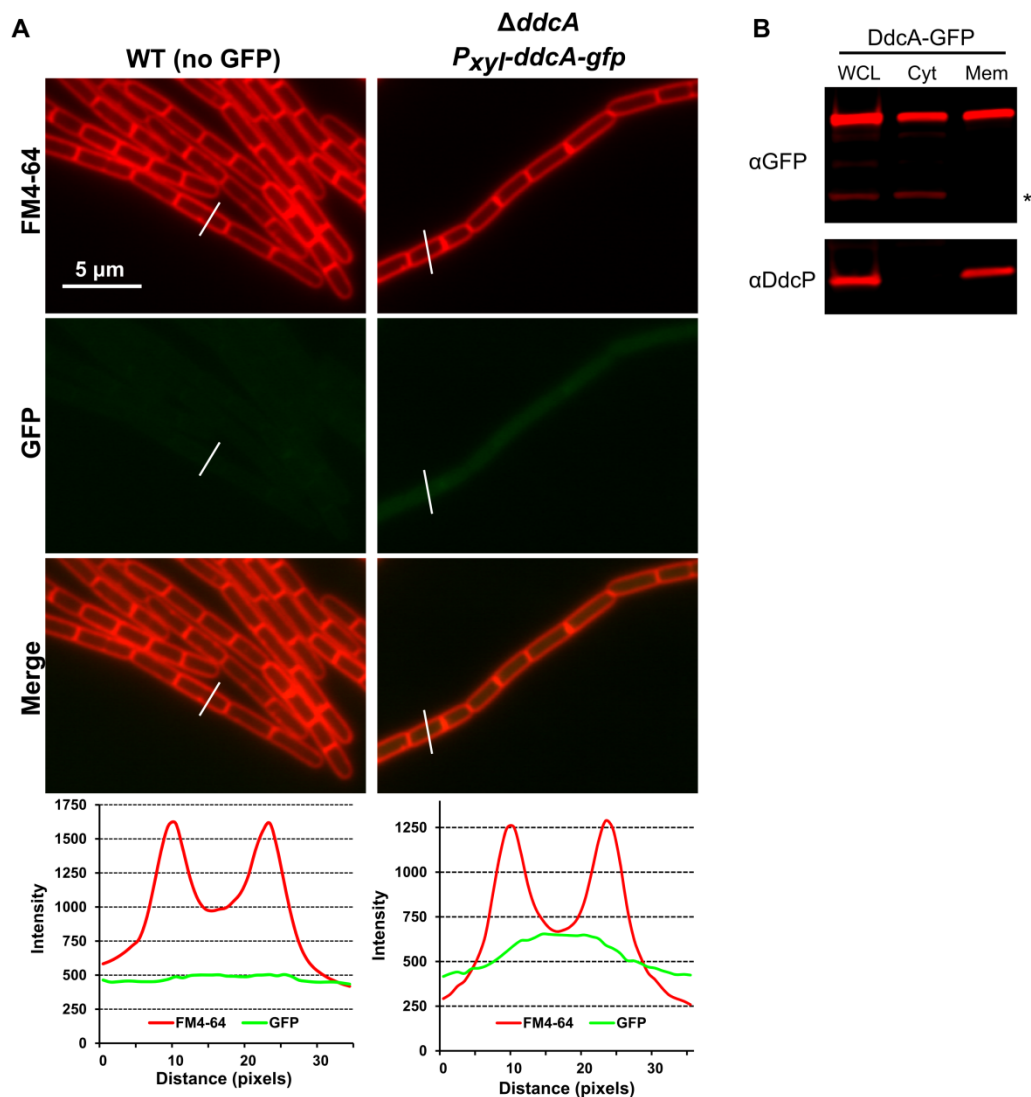 A
WT (no GFP)
ΔddcA
Pxyl-ddcA-gfp
FM4-64
5 µm
GFP
Merge
1750
1500
1250
1000
750
500
250
0
Intensity
FM4-64
GFP
0
10
20
30
Distance (pixels)
1250
1000
750
500
250
0
Intensity
FM4-64
GFP
0
10
20
30
Distance (pixels)
B
DdcA-GFP
WCL Cyt Mem
αGFP
*
αDdcP